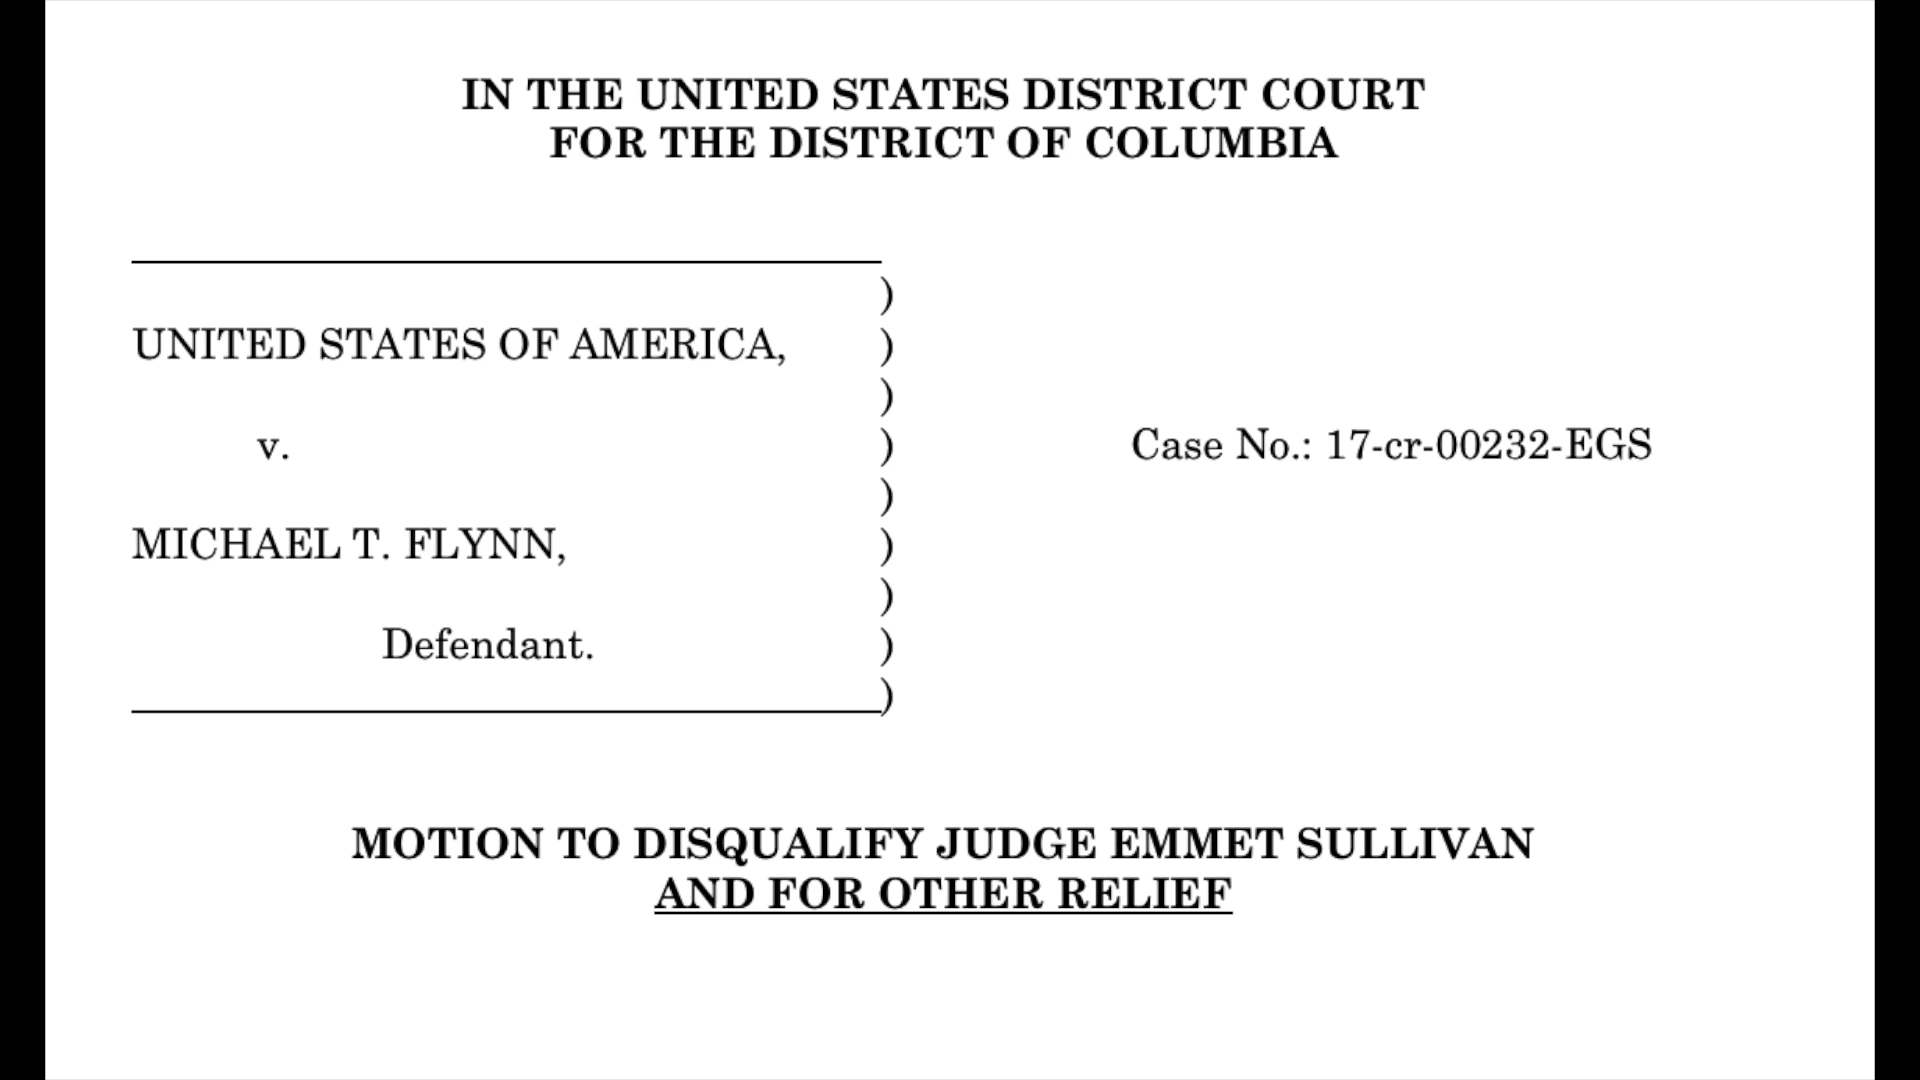 IN THE UNITED STATES DISTRICT COURT
FOR THE DISTRICT OF COLUMBIA
)
UNITED STATES OF AMERICA, )
)
v. ) Case No.: 17-cr-00232-EGS
)
MICHAEL T. FLYNN, )
)
Defendant. )
)
MOTION TO DISQUALIFY JUDGE EMMET SULLIVAN
AND FOR OTHER RELIEF